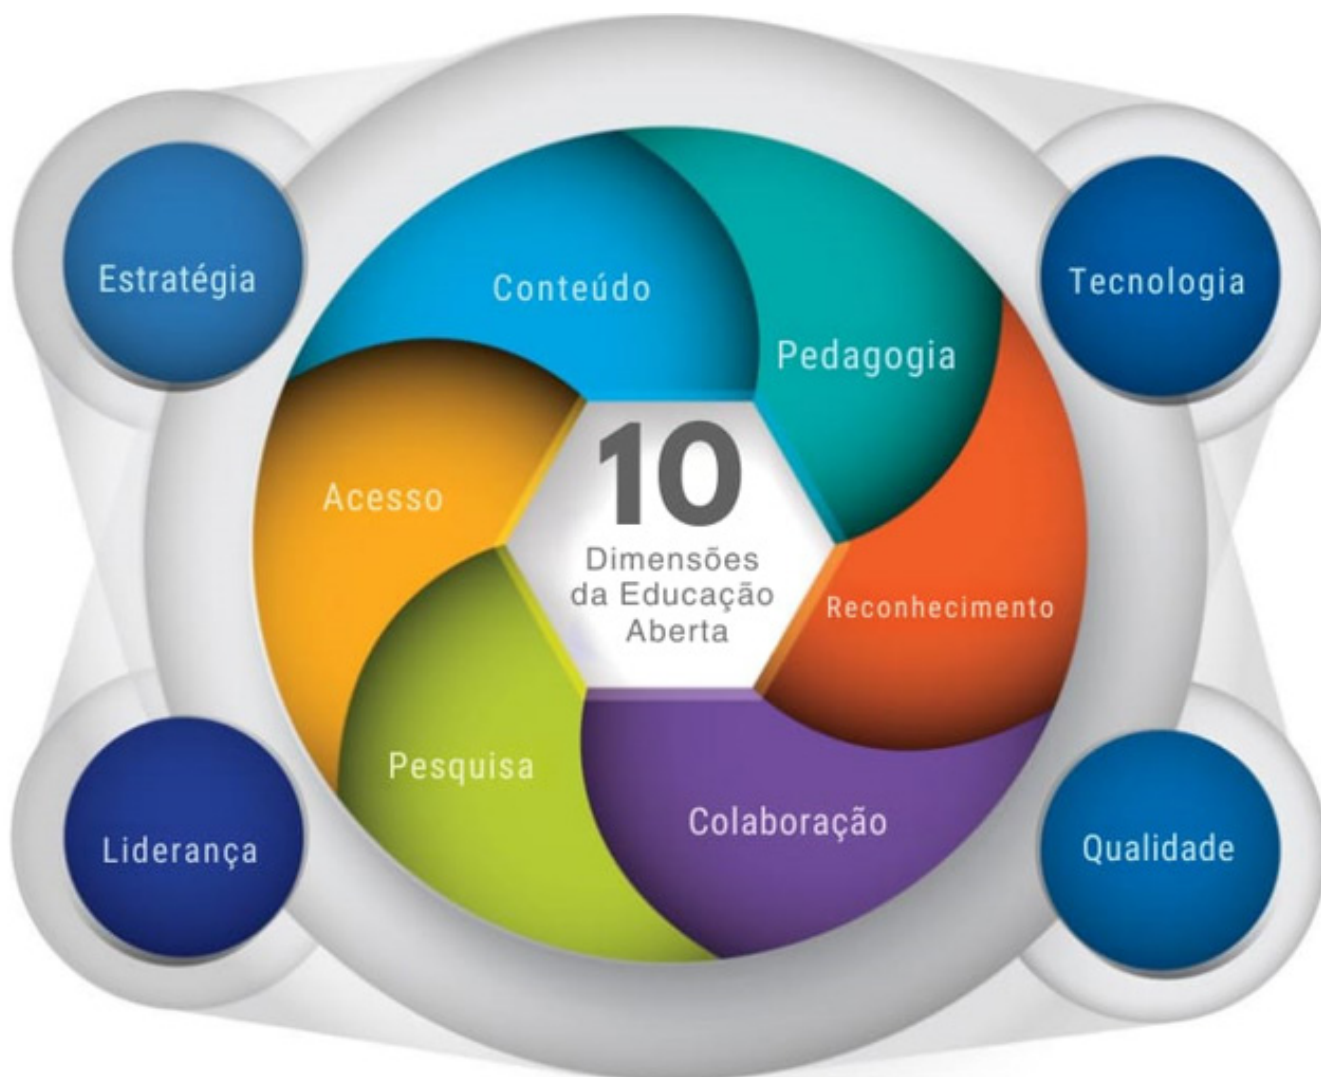 Estratégia
Tecnologia
Conteúdo
Pedagogia
Acesso
10
Dimensões
da Educação
Aberta
Reconhecimento
Pesquisa
Colaboração
Liderança
Qualidade